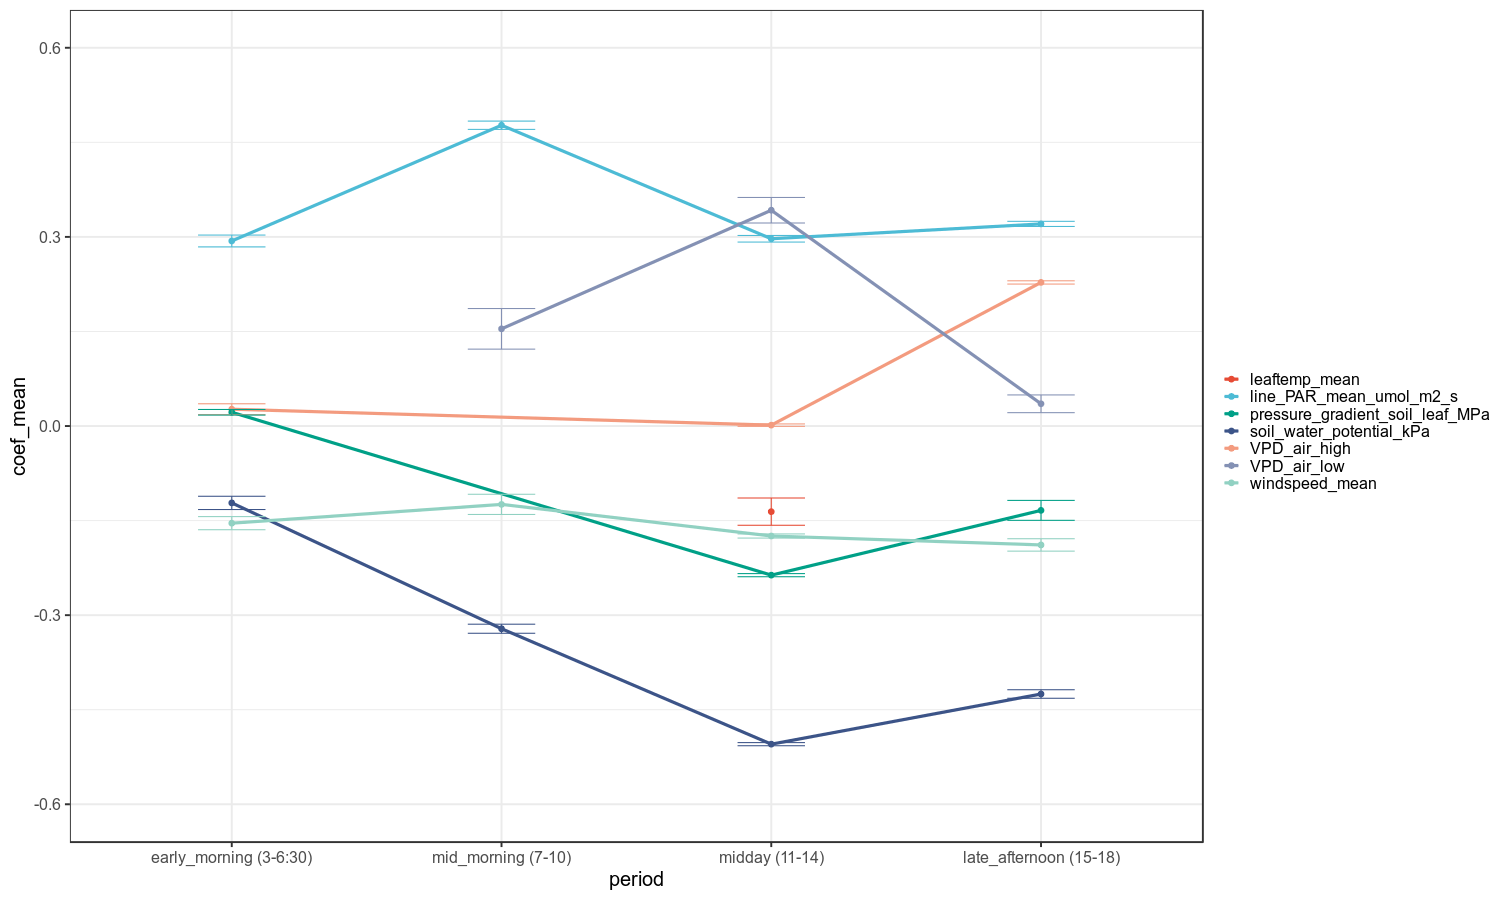 0.6
0.3
0.0
-0.3
-0.6
coef_mean
early_morning (3-6:30)
mid_morning (7-10)
midday (11-14)
late_afternoon (15-18)
period
leaftemp_mean
line_PAR_mean_umol_m2_s
pressure_gradient_soil_leaf_MPa
soil_water_potential_kPa
VPD_air_high
VPD_air_low
windspeed_mean